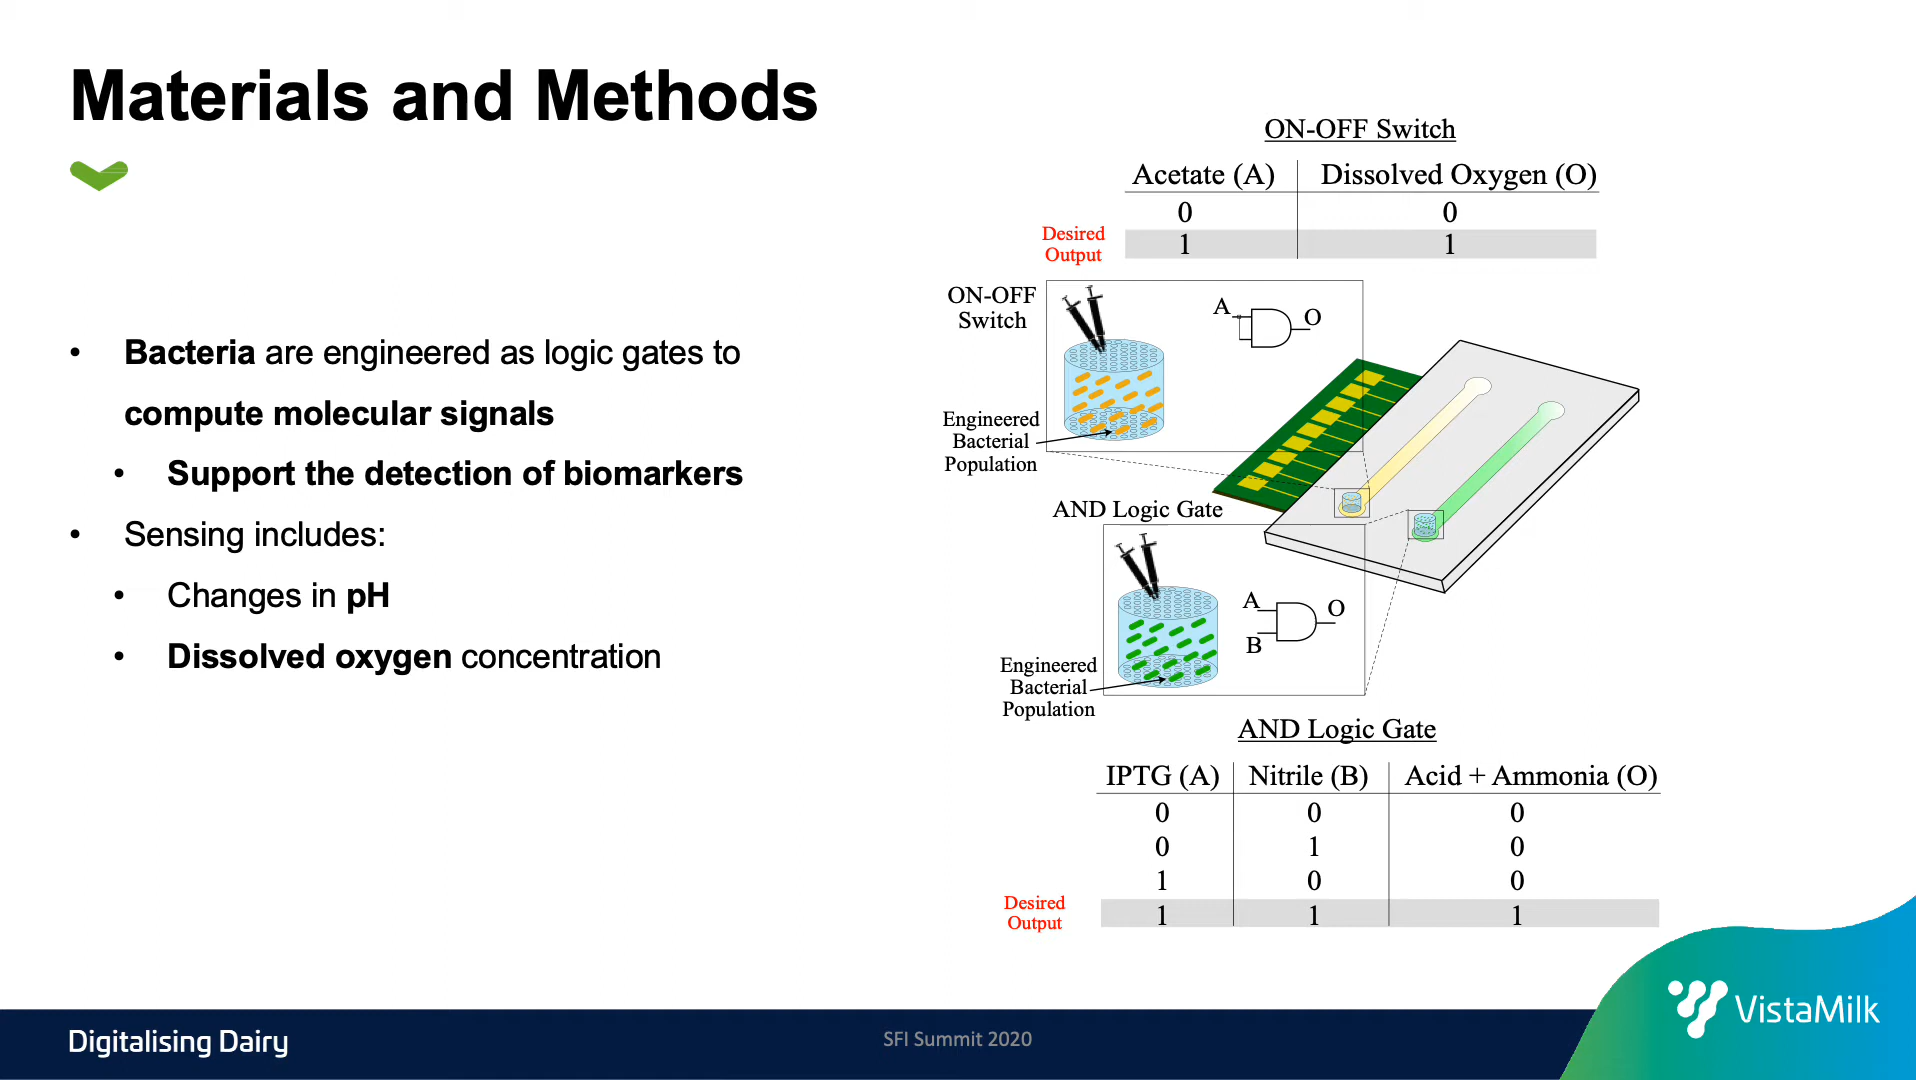 Materials and Methods
• Bacteria are engineered as logic gates to
compute molecular signals
• Support the detection of biomarkers
• Sensing includes:
• Changes in pH
• Dissolved oxygen concentration
ON-OFF Switch
Acetate (A) Dissolved Oxygen (O)
0 0
Desired
Output
1 1
ON-OFF
Switch
A
O
Engineered
Bacterial
Population
AND Logic Gate
A
B
O
Engineered
Bacterial
Population
AND Logic Gate
IPTG (A) Nitrile (B) Acid + Ammonia (O)
0 0 0
0 1 0
1 0 0
Desired
Output
1 1 1
Digitalising Dairy
SFI Summit 2020
VistaMilk